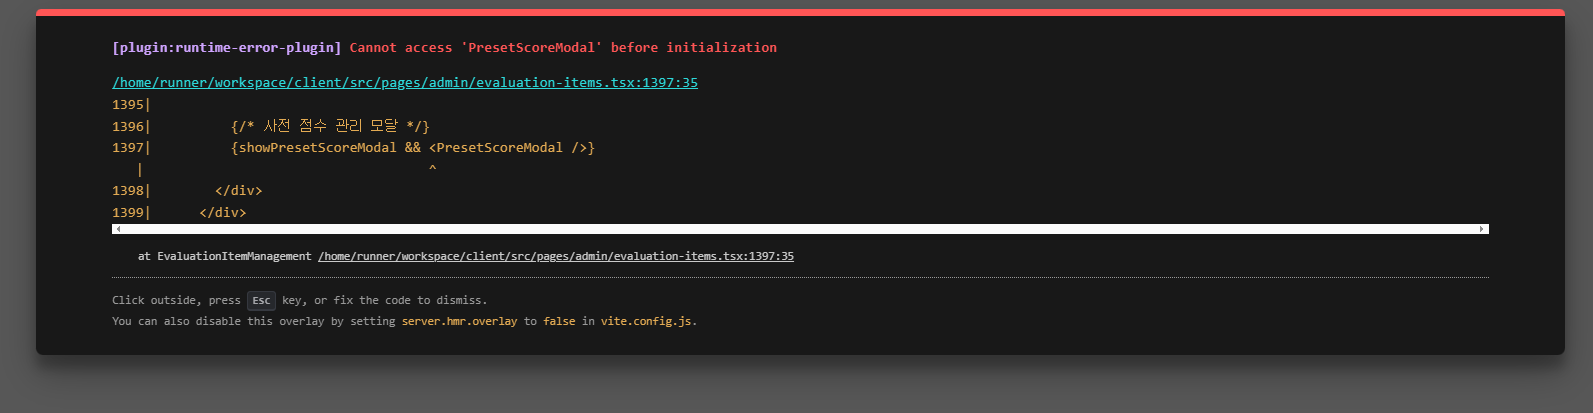 [plugin:runtime-error-plugin] Cannot access 'PresetScoreModal' before initialization
/home/runner/workspace/client/src/pages/admin/evaluation-items.tsx:1397:35
1395|
1396|          {/* 사전 점수 관리 모달 */}
1397|          {showPresetScoreModal && <PresetScoreModal />}
   |                                    ^
1398|        </div>
1399|      </div>
at EvaluationItemManagement /home/runner/workspace/client/src/pages/admin/evaluation-items.tsx:1397:35
Click outside, press Esc key, or fix the code to dismiss.
You can also disable this overlay by setting server.hmr.overlay to false in vite.config.js.